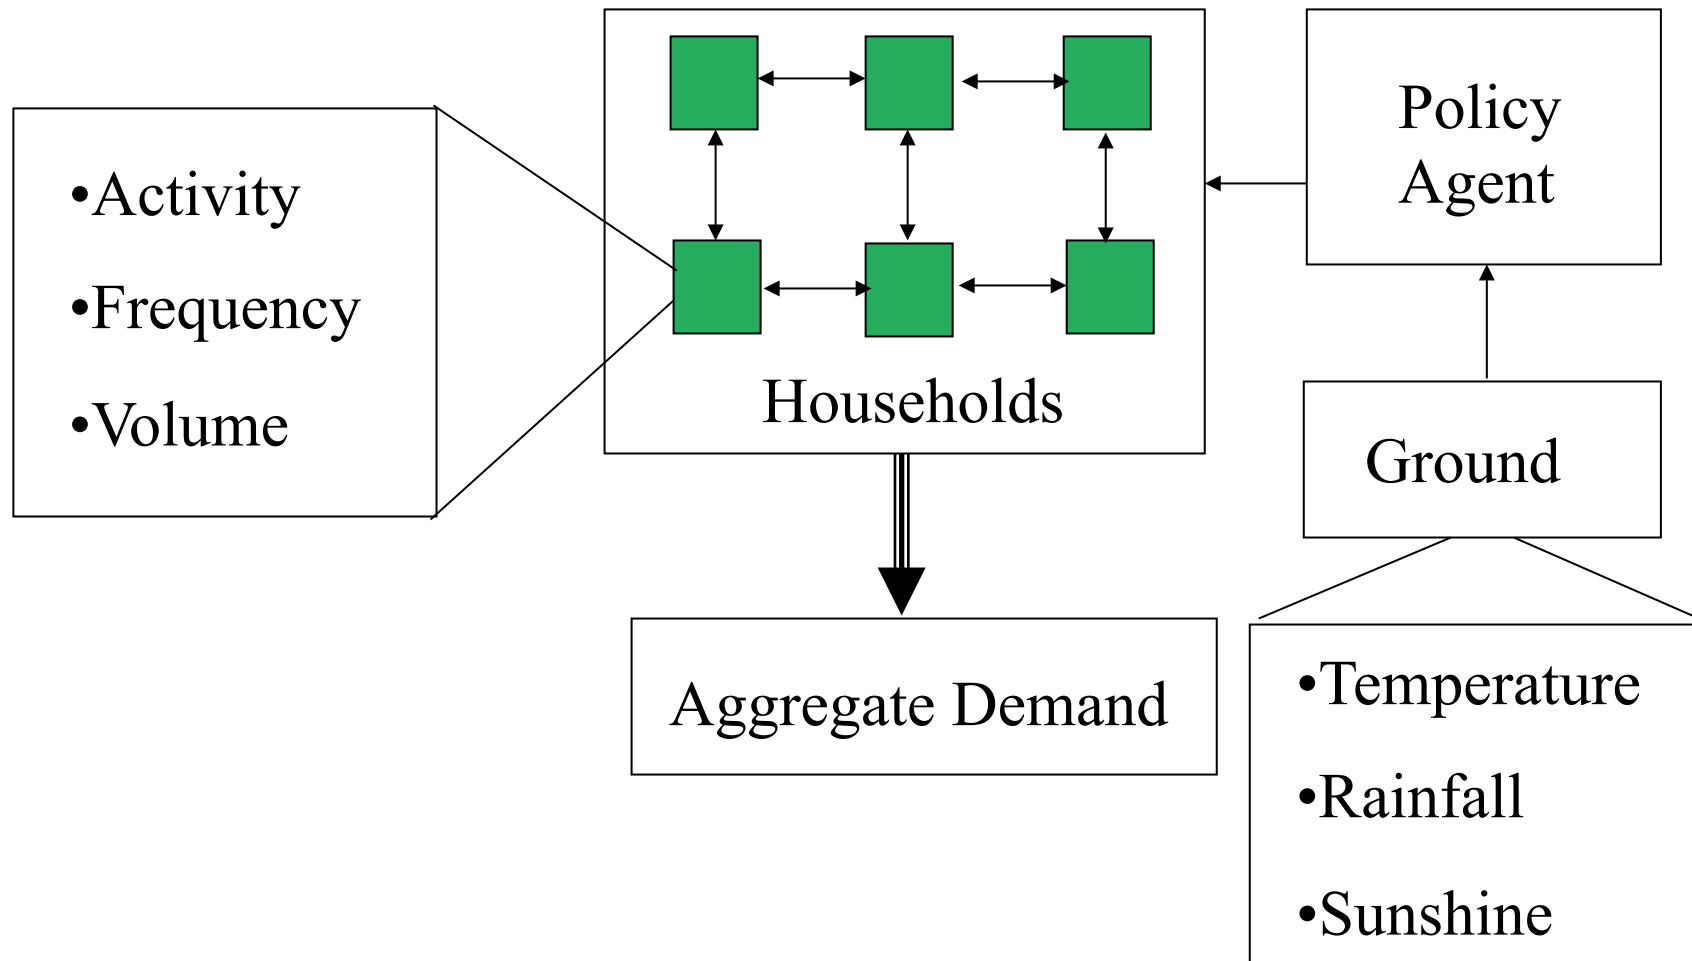 •Activity
•Frequency
•Volume
Households
Policy
Agent
Ground
Aggregate Demand
•Temperature
•Rainfall
•Sunshine